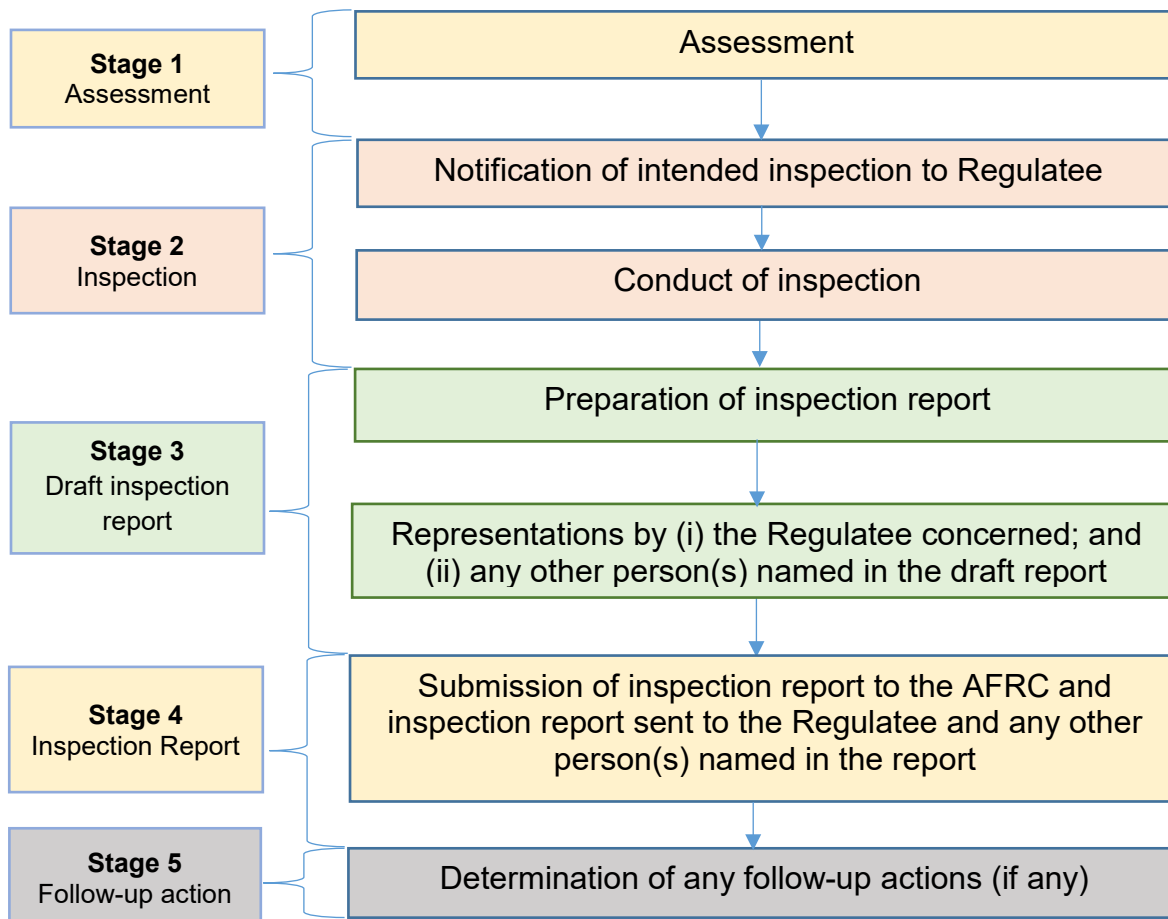 Stage 1
Assessment
Assessment
Stage 2
Inspection
Notification of intended inspection to Regulatee
Conduct of inspection
Stage 3
Draft inspection
report
Preparation of inspection report
Representations by (i) the Regulatee concerned; and
(ii) any other person(s) named in the draft report
Stage 4
Inspection Report
Submission of inspection report to the AFRC and
inspection report sent to the Regulatee and any other
person(s) named in the report
Stage 5
Follow-up action
Determination of any follow-up actions (if any)